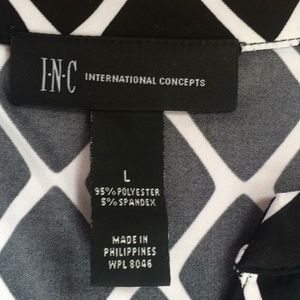 I·N·C INTERNATIONAL CONCEPTS
L
95% POLYESTER
5% SPANDEX
MADE IN
PHILIPPINES
WPL 8046